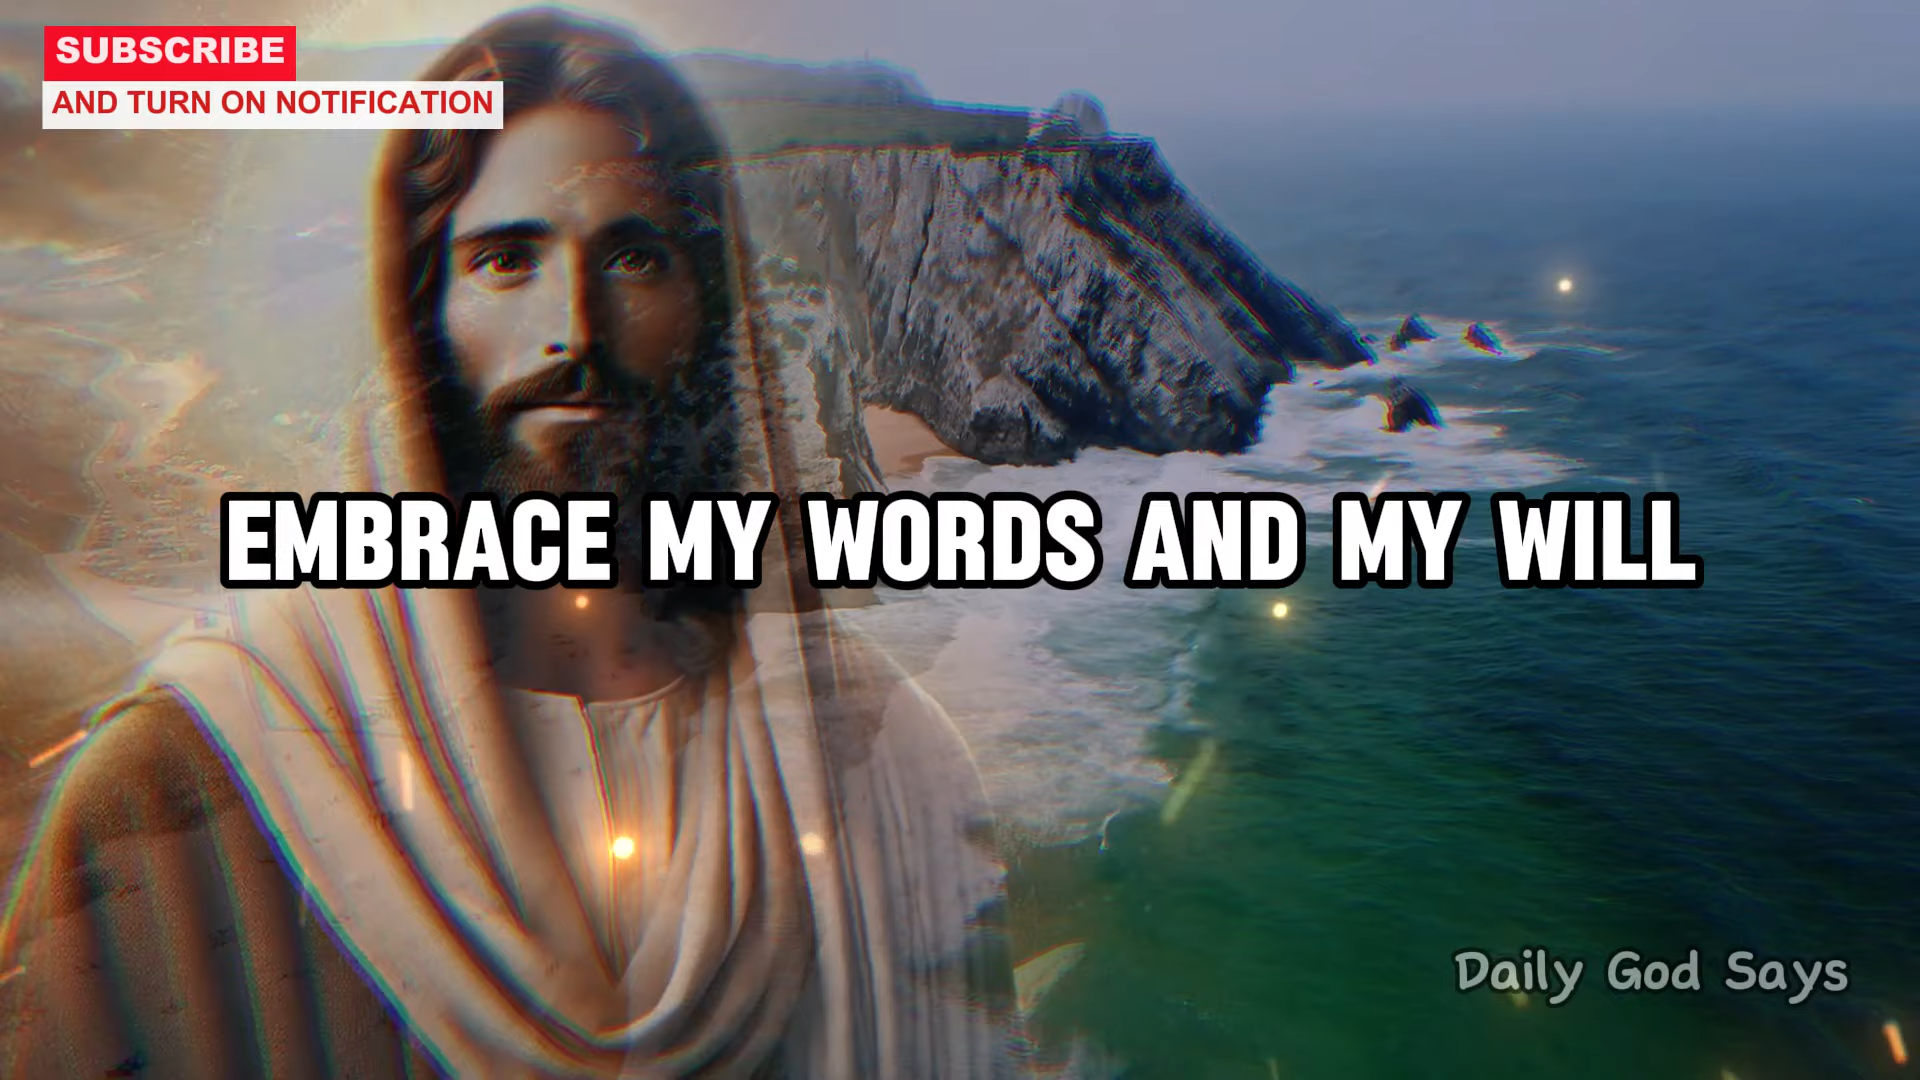 SUBSCRIBE
AND TURN ON NOTIFICATION
EMBRACE MY WORDS AND MY WILL
Daily God Says